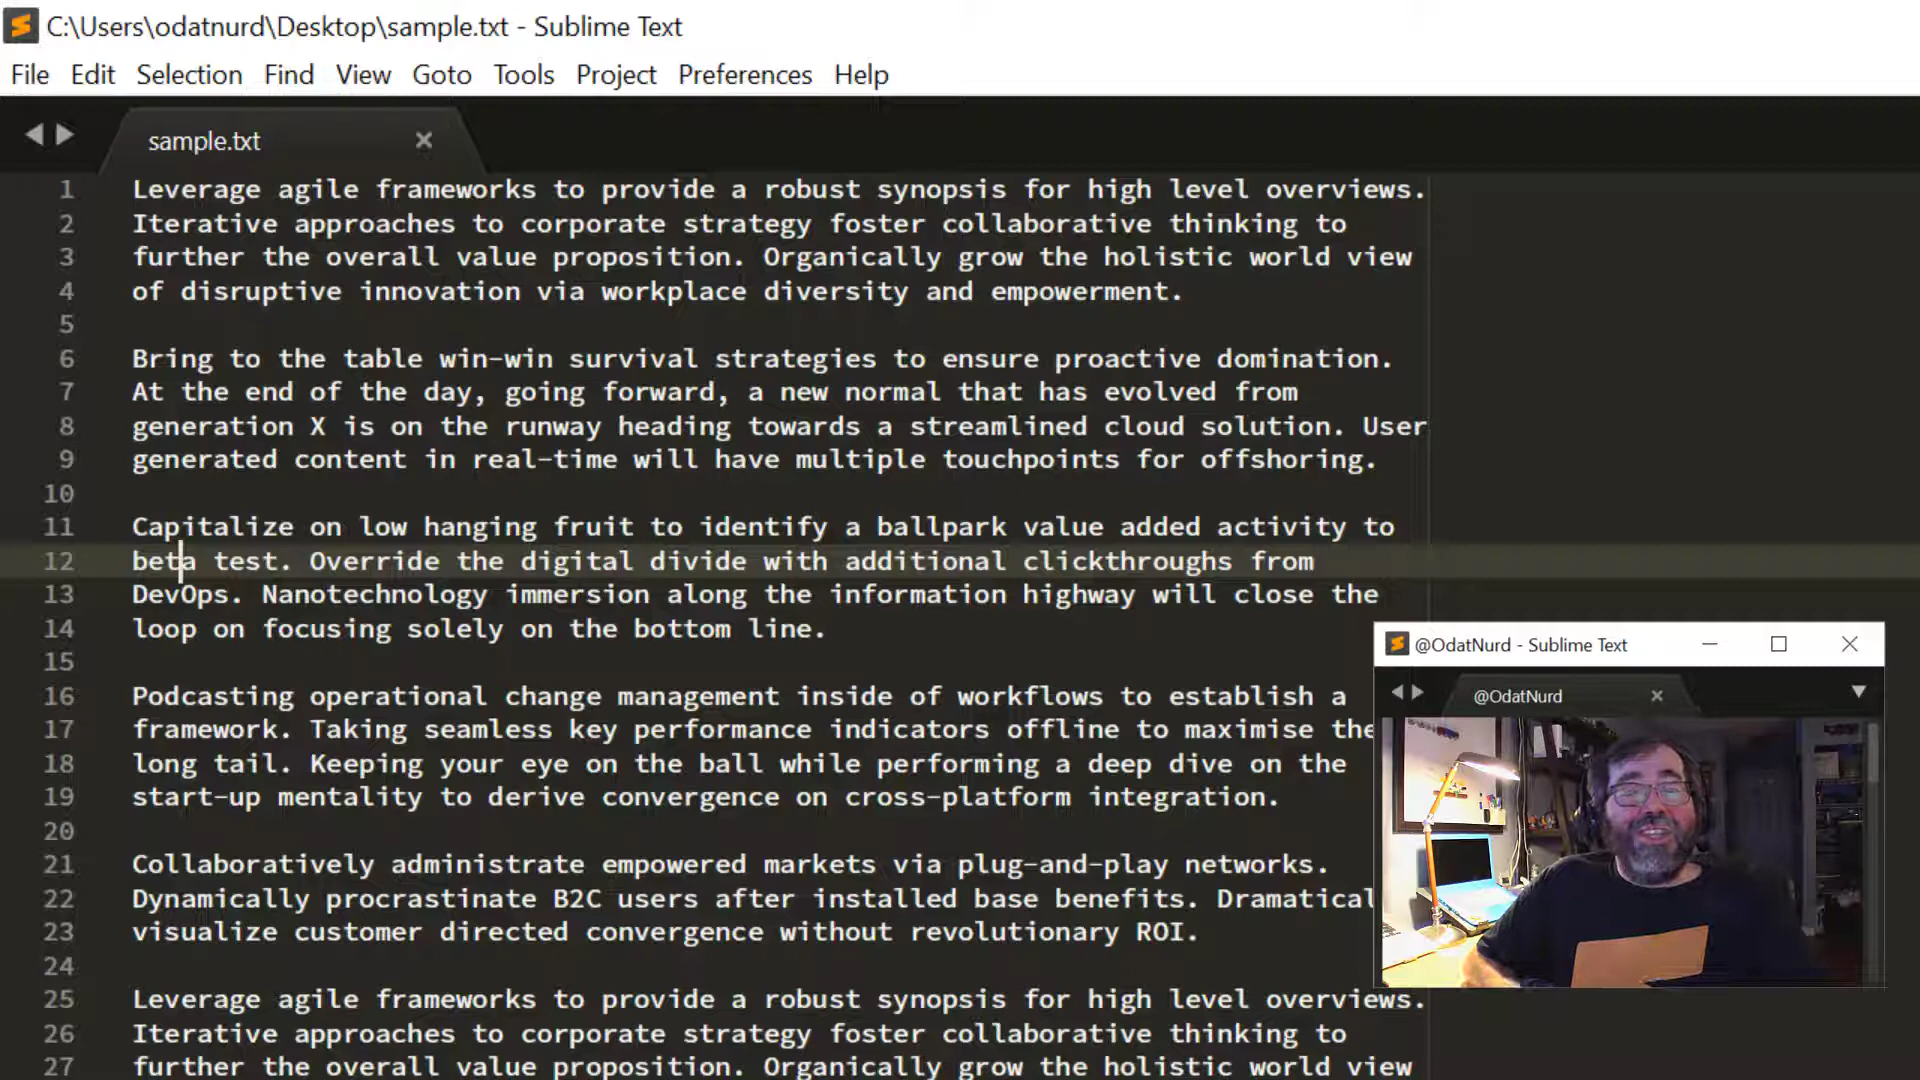 C:\Users\odatnurd\Desktop\sample.txt - Sublime Text
File Edit Selection Find View Goto Tools Project Preferences Help
sample.txt
1 Leverage agile frameworks to provide a robust synopsis for high level overviews.
2 Iterative approaches to corporate strategy foster collaborative thinking to
3 further the overall value proposition. Organically grow the holistic world view
4 of disruptive innovation via workplace diversity and empowerment.
5
6 Bring to the table win-win survival strategies to ensure proactive domination.
7 At the end of the day, going forward, a new normal that has evolved from
8 generation X is on the runway heading towards a streamlined cloud solution. User
9 generated content in real-time will have multiple touchpoints for offshoring.
10
11 Capitalize on low hanging fruit to identify a ballpark value added activity to
12 beta test. Override the digital divide with additional clickthroughs from
13 DevOps. Nanotechnology immersion along the information highway will close the
14 loop on focusing solely on the bottom line.
15
16 Podcasting operational change management inside of workflows to establish a
17 framework. Taking seamless key performance indicators offline to maximise the
18 long tail. Keeping your eye on the ball while performing a deep dive on the
19 start-up mentality to derive convergence on cross-platform integration.
20
21 Collaboratively administrate empowered markets via plug-and-play networks.
22 Dynamically procrastinate B2C users after installed base benefits. Dramatical
23 visualize customer directed convergence without revolutionary ROI.
24
25 Leverage agile frameworks to provide a robust synopsis for high level overviews.
26 Iterative approaches to corporate strategy foster collaborative thinking to
27 further the overall value proposition. Organically grow the holistic world view
@OdatNurd - Sublime Text
@OdatNurd